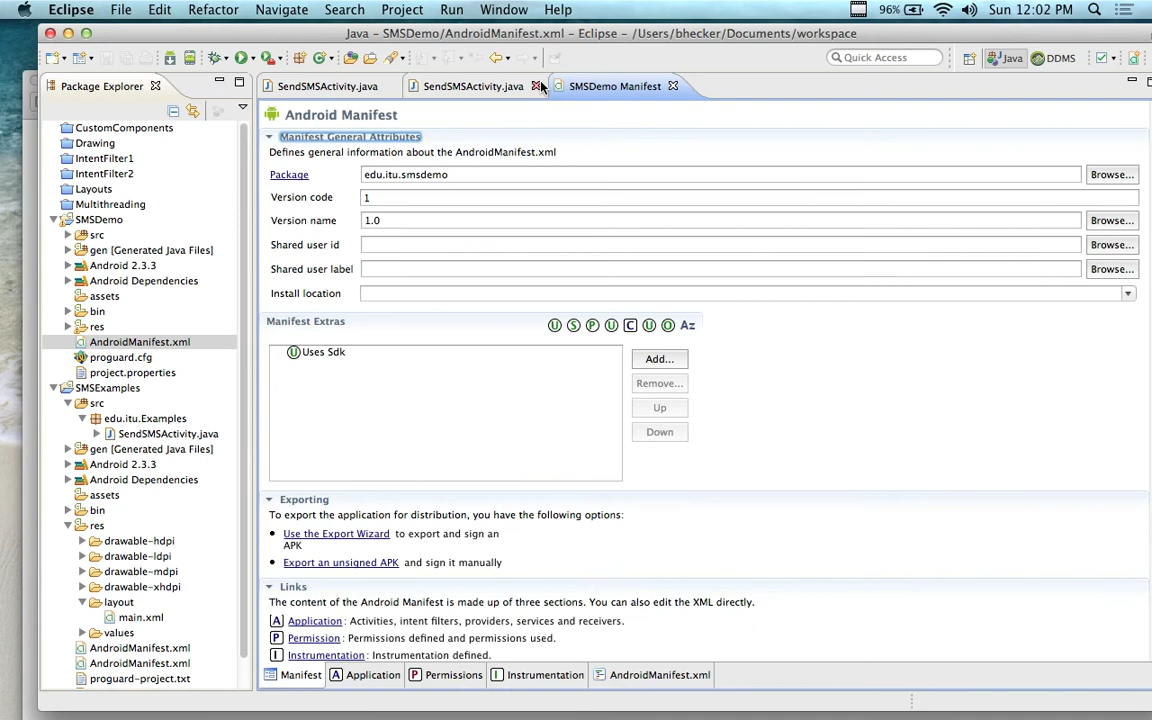 Eclipse File Edit Refactor Navigate Search Project Run Window Help 96% Sun 12:02 PM
Java – SMSDemo/AndroidManifest.xml – Eclipse – /Users/bhecker/Documents/workspace
Quick Access Java DDMS
Package Explorer SendSMSActivity.java SendSMSActivity.java SMSDemo Manifest
CustomComponents
Drawing
IntentFilter1
IntentFilter2
Layouts
Multithreading
SMSDemo
src
gen [Generated Java Files]
Android 2.3.3
Android Dependencies
assets
bin
res
AndroidManifest.xml
proguard.cfg
project.properties
SMSExamples
src
edu.itu.Examples
SendSMSActivity.java
gen [Generated Java Files]
Android 2.3.3
Android Dependencies
assets
bin
res
drawable-hdpi
drawable-ldpi
drawable-mdpi
drawable-xhdpi
layout
main.xml
values
AndroidManifest.xml
AndroidManifest.xml
proguard-project.txt
Android Manifest
Manifest General Attributes
Defines general information about the AndroidManifest.xml
Package edu.itu.smsdemo Browse...
Version code 1
Version name 1.0 Browse...
Shared user id Browse...
Shared user label Browse...
Install location
Manifest Extras U S P U C U O Az
U Uses Sdk
Add...
Remove...
Up
Down
Exporting
To export the application for distribution, you have the following options:
• Use the Export Wizard to export and sign an
APK
• Export an unsigned APK and sign it manually
Links
The content of the Android Manifest is made up of three sections. You can also edit the XML directly.
A Application: Activities, intent filters, providers, services and receivers.
P Permission: Permissions defined and permissions used.
I Instrumentation: Instrumentation defined.
Manifest A Application P Permissions I Instrumentation AndroidManifest.xml